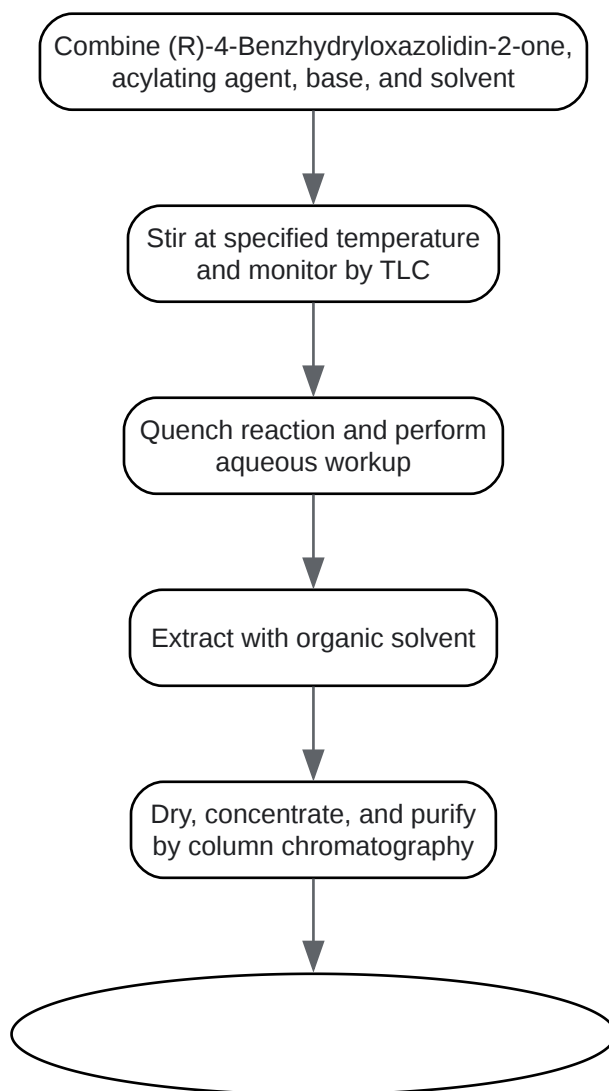 Combine (R)-4-Benzhydryloxazolidin-2-one,
acylating agent, base, and solvent
Stir at specified temperature
and monitor by TLC
Quench reaction and perform
aqueous workup
Extract with organic solvent
Dry, concentrate, and purify
by column chromatography